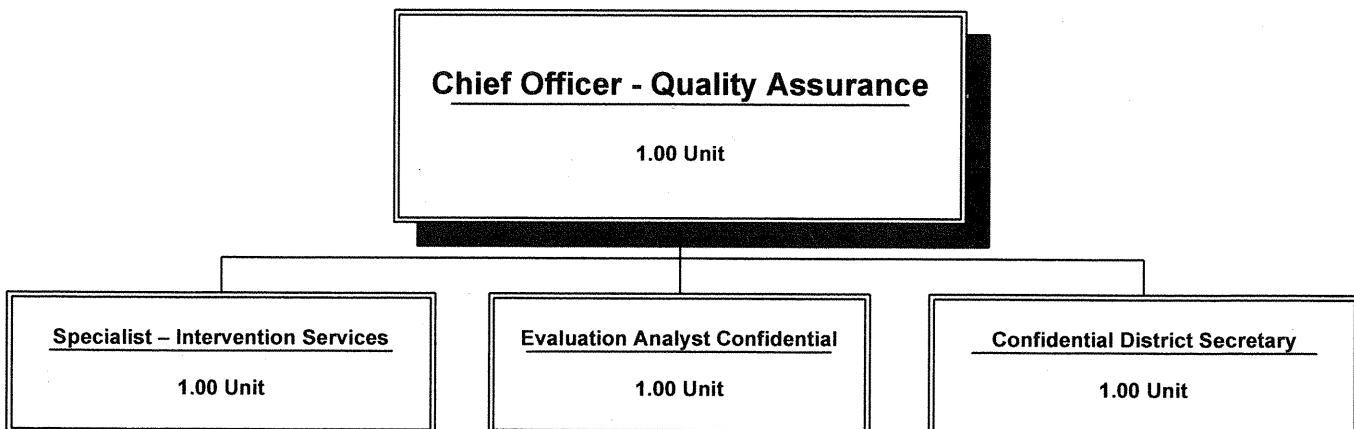 Chief Officer - Quality Assurance
1.00 Unit
Specialist – Intervention Services
1.00 Unit
Evaluation Analyst Confidential
1.00 Unit
Confidential District Secretary
1.00 Unit